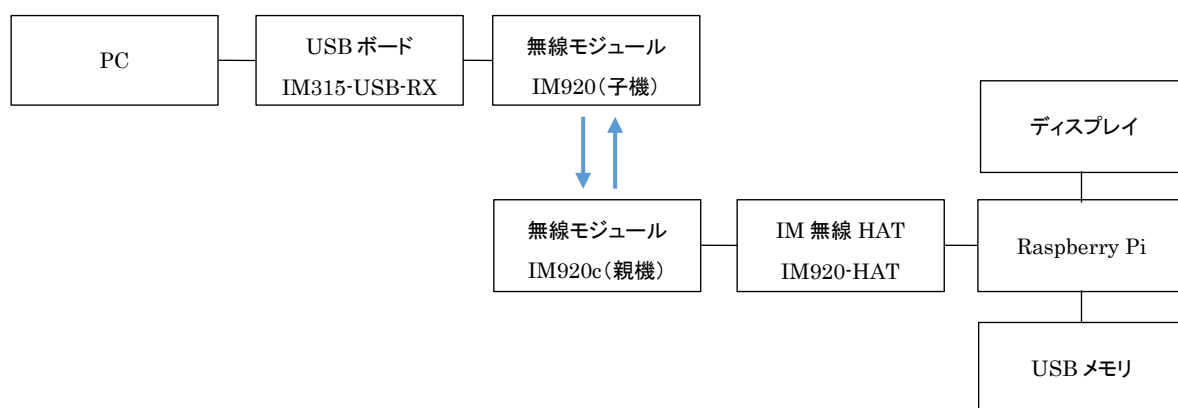 PC
USB ボード
IM315-USB-RX
無線モジュール
IM920(子機)
ディスプレイ
無線モジュール
IM920c(親機)
IM 無線 HAT
IM920-HAT
Raspberry Pi
USB メモリ